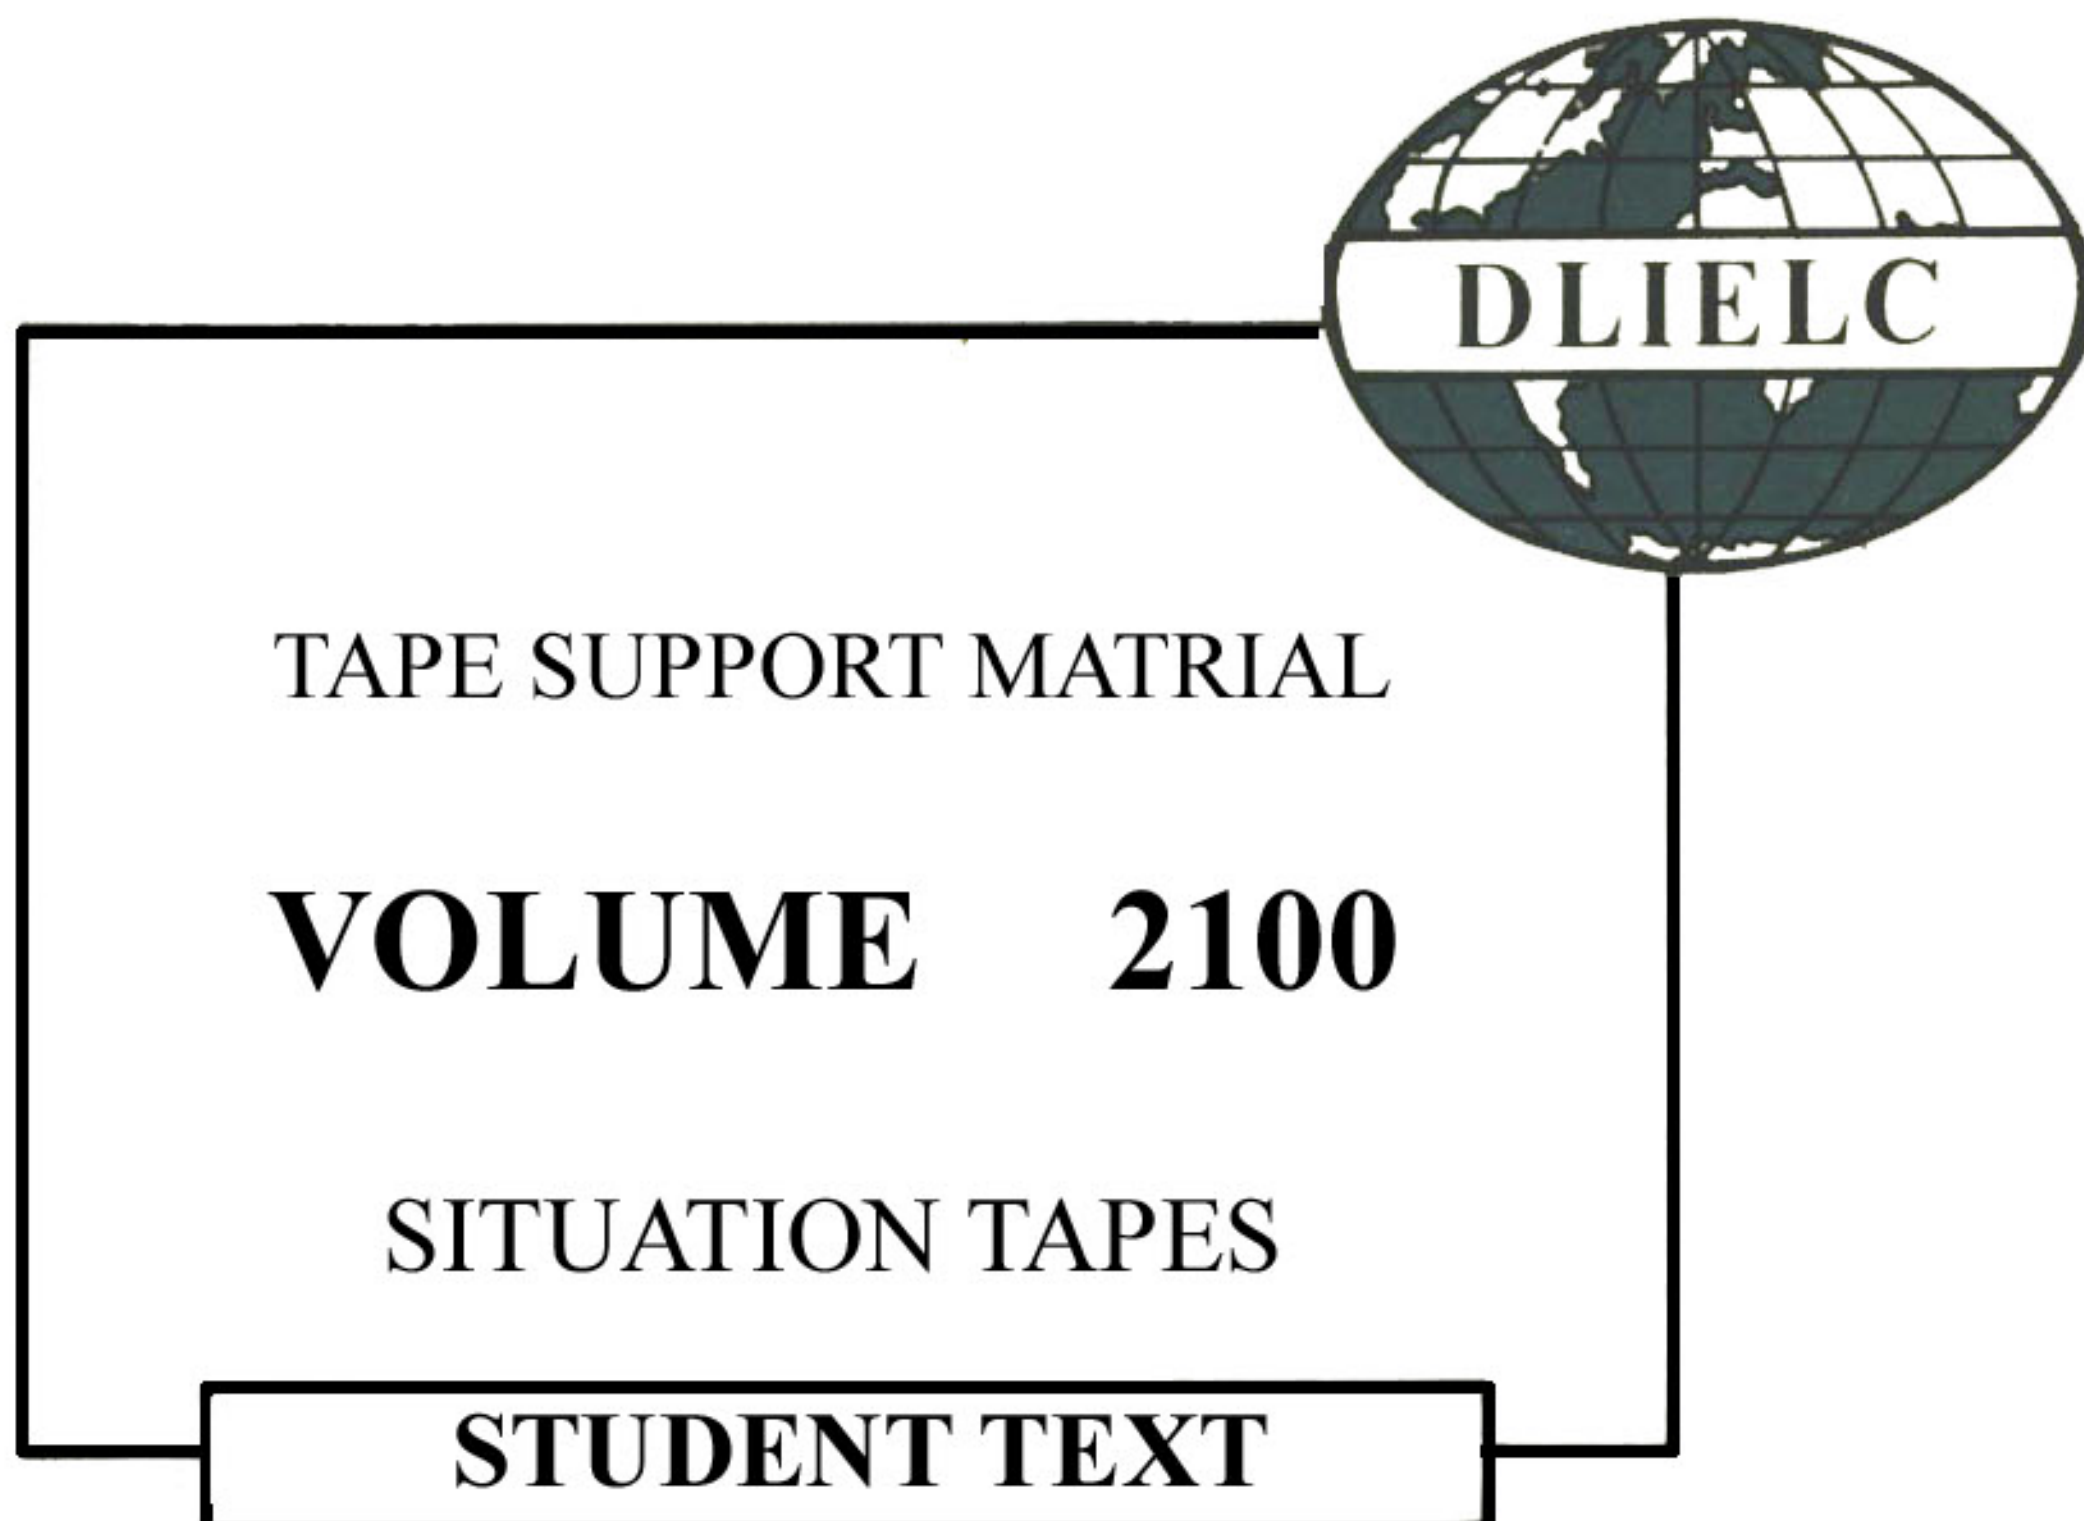 DLIELC
TAPE SUPPORT MATRIAL
VOLUME 2100
SITUATION TAPES
STUDENT TEXT